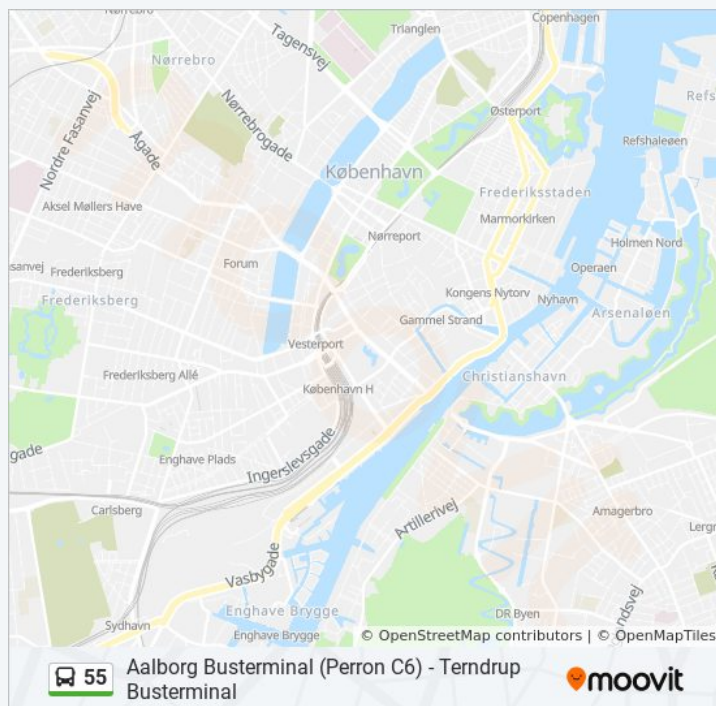 Copenhagen
Trianglen
Tagensvej
Nørrebro
Refs
Østerport
Nørrebrogade
Nordre Fasanvej
Ågade
Refshaleøen
København
Frederiksstaden
Aksel Møllers Have
Marmorkirken
Nørreport
Holmen Nord
Forum
Operaen
asanvej
Frederiksberg
Kongens Nytorv
Nyhavn
Frederiksberg
Arsenaløen
Gammel Strand
Vesterport
Frederiksberg Allé
Christianshavn
København H
gade
Enghave Plads
Ingerslevsgade
Carlsberg
Artillerivej
Amagerbro
Lergr
Vasbygade
ndsvej
Enghave Brygge
DR Byen
Sydhavn
Enghave Brygge
© OpenStreetMap contributors | © OpenMapTiles
55
Aalborg Busterminal (Perron C6) - Terndrup
Busterminal
moovit